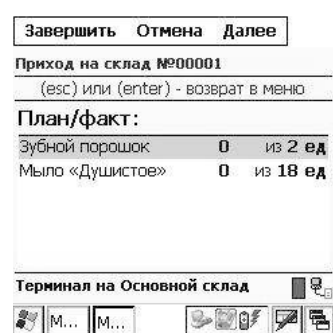 Завершить Отмена Далее
Приход на склад №00001
(esc) или (enter) - возврат в меню
План/факт:
Зубной порошок 0 из 2 ед
Мыло «Душистое» 0 из 18 ед
Терминал на Основной склад
М... М...